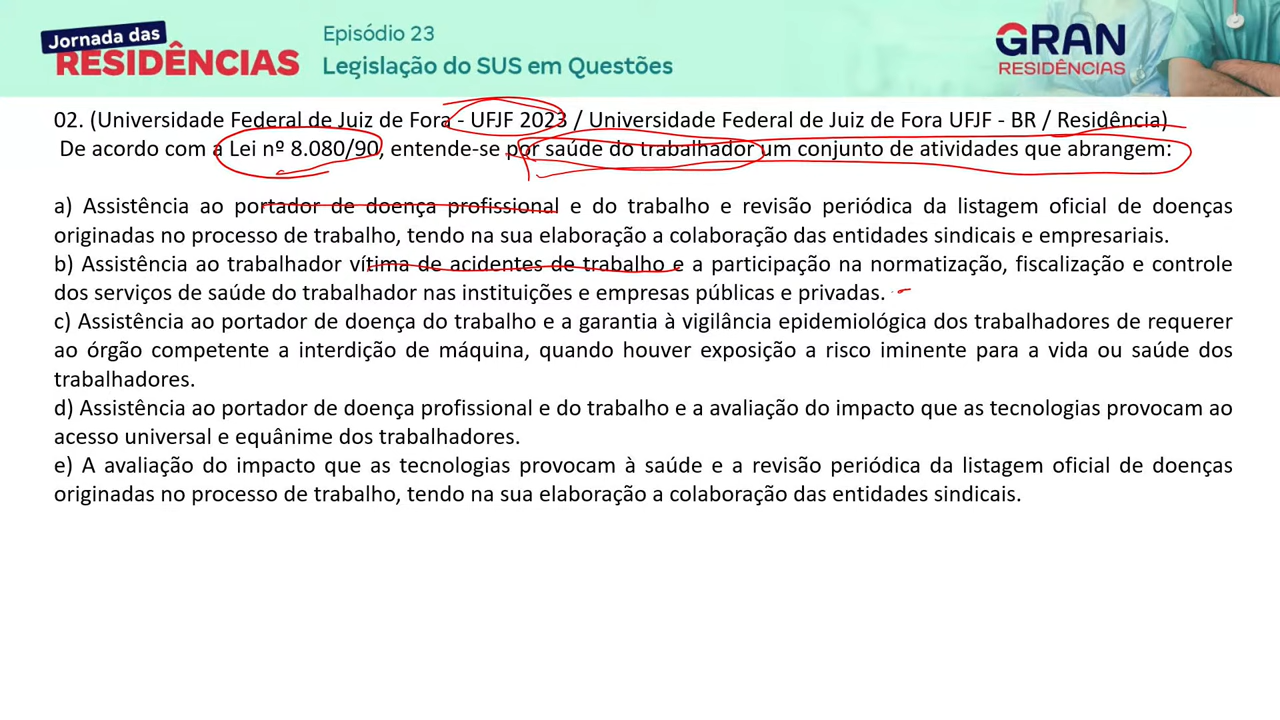 Jornada das
RESIDÊNCIAS
Episódio 23
Legislação do SUS em Questões
GRAN
RESIDÊNCIAS
02. (Universidade Federal de Juiz de Fora - UFJF 2023 / Universidade Federal de Juiz de Fora UFJF - BR / Residência)
De acordo com a Lei nº 8.080/90, entende-se por saúde do trabalhador um conjunto de atividades que abrangem:
a) Assistência ao portador de doença profissional e do trabalho e revisão periódica da listagem oficial de doenças
originadas no processo de trabalho, tendo na sua elaboração a colaboração das entidades sindicais e empresariais.
b) Assistência ao trabalhador vítima de acidentes de trabalho e a participação na normatização, fiscalização e controle
dos serviços de saúde do trabalhador nas instituições e empresas públicas e privadas.
c) Assistência ao portador de doença do trabalho e a garantia à vigilância epidemiológica dos trabalhadores de requerer
ao órgão competente a interdição de máquina, quando houver exposição a risco iminente para a vida ou saúde dos
trabalhadores.
d) Assistência ao portador de doença profissional e do trabalho e a avaliação do impacto que as tecnologias provocam ao
acesso universal e equânime dos trabalhadores.
e) A avaliação do impacto que as tecnologias provocam à saúde e a revisão periódica da listagem oficial de doenças
originadas no processo de trabalho, tendo na sua elaboração a colaboração das entidades sindicais.